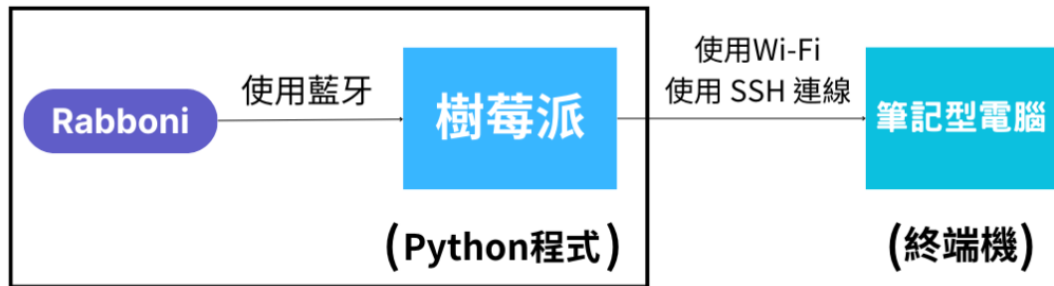 Rabboni
使用藍牙
樹莓派
(Python程式)
使用Wi-Fi
使用 SSH 連線
筆記型電腦
(終端機)